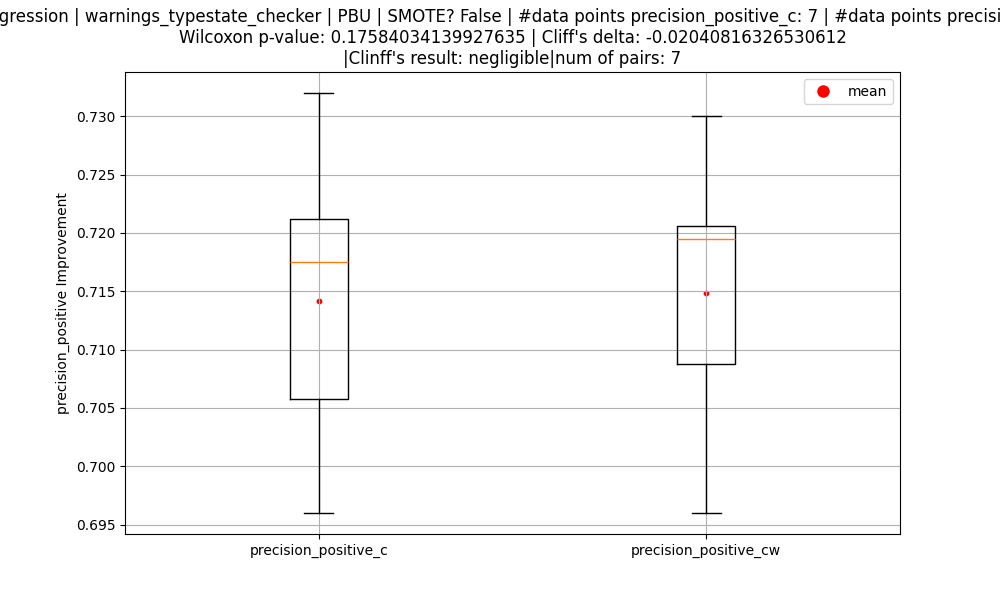 | warnings_typestate_checker | PBU | SMOTE? False | #data points precision_positive_c: 7 | #data points
Wilcoxon p-value: 0.17584034139927635 | Cliff's delta: -0.02040816326530612
|Clinff's result: negligible|num of pairs: 7
mean
0.730
0.725
0.720
0.715
0.710
0.705
0.700
0.695
precision_positive Improvement
precision_positive_c
precision_positive_cw